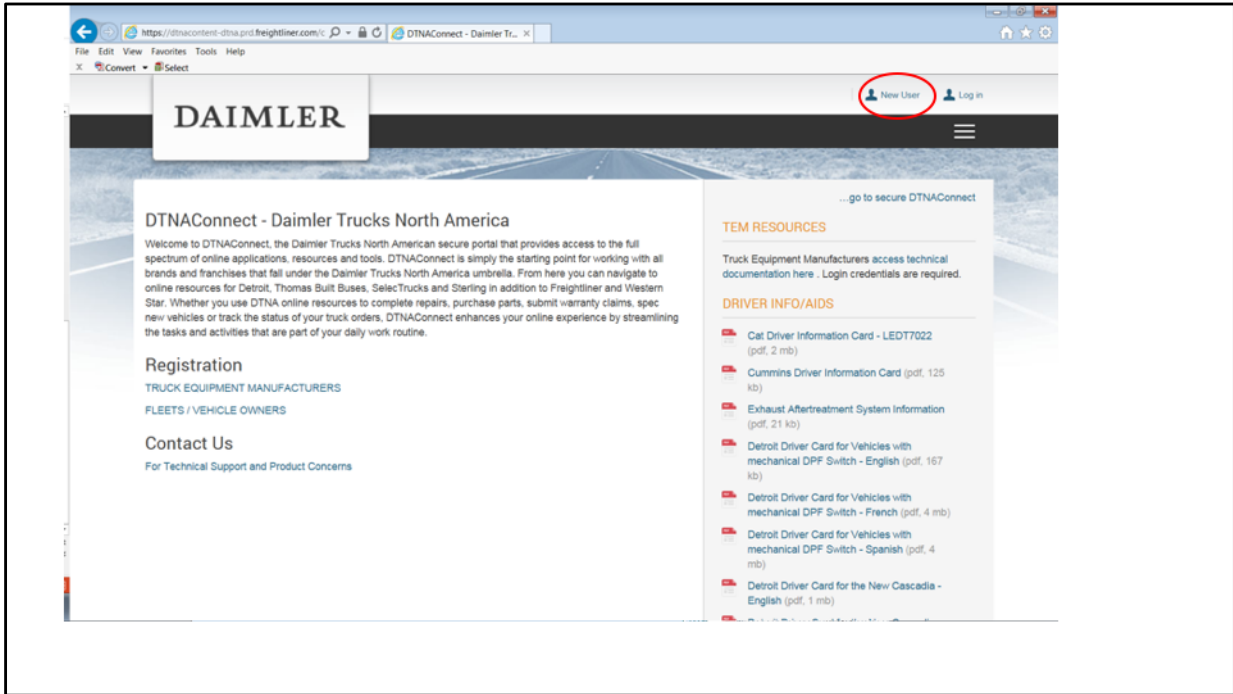 https://dtnacontent-dtna.prd.freightliner.com/c
DTNAConnect - Daimler Tr...
File Edit View Favorites Tools Help
X Convert Select
New User
Log in
DAIMLER
...go to secure DTNAConnect
DTNAConnect - Daimler Trucks North America
Welcome to DTNAConnect, the Daimler Trucks North American secure portal that provides access to the full
spectrum of online applications, resources and tools. DTNAConnect is simply the starting point for working with all
brands and franchises that fall under the Daimler Trucks North America umbrella. From here you can navigate to
online resources for Detroit, Thomas Built Buses, SelecTrucks and Sterling in addition to Freightliner and Western
Star. Whether you use DTNA online resources to complete repairs, purchase parts, submit warranty claims, spec
new vehicles or track the status of your truck orders, DTNAConnect enhances your online experience by streamlining
the tasks and activities that are part of your daily work routine.
Registration
TRUCK EQUIPMENT MANUFACTURERS
FLEETS / VEHICLE OWNERS
Contact Us
For Technical Support and Product Concerns
TEM RESOURCES
Truck Equipment Manufacturers access technical
documentation here . Login credentials are required.
DRIVER INFO/AIDS
Cat Driver Information Card - LEDT7022
(pdf, 2 mb)
Cummins Driver Information Card (pdf, 125
kb)
Exhaust Aftertreatment System Information
(pdf, 21 kb)
Detroit Driver Card for Vehicles with
mechanical DPF Switch - English (pdf, 167
kb)
Detroit Driver Card for Vehicles with
mechanical DPF Switch - French (pdf, 4 mb)
Detroit Driver Card for Vehicles with
mechanical DPF Switch - Spanish (pdf, 4
mb)
Detroit Driver Card for the New Cascadia -
English (pdf, 1 mb)